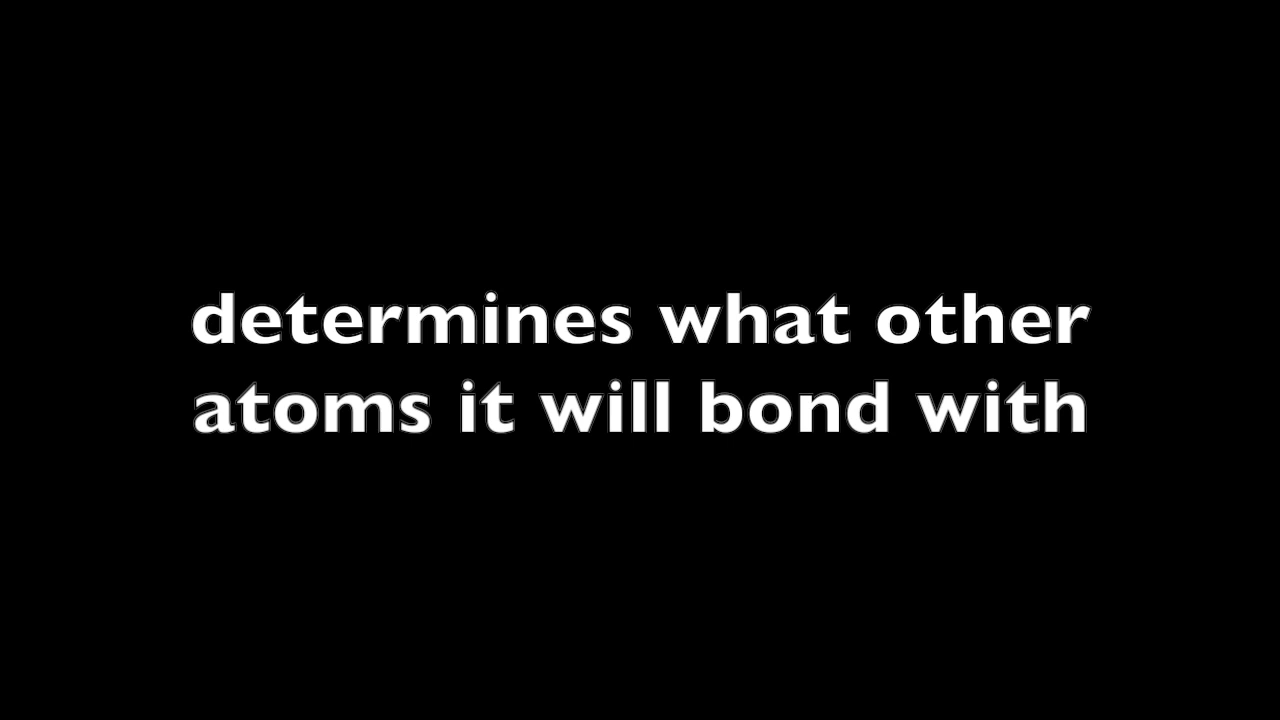 determines what other
atoms it will bond with